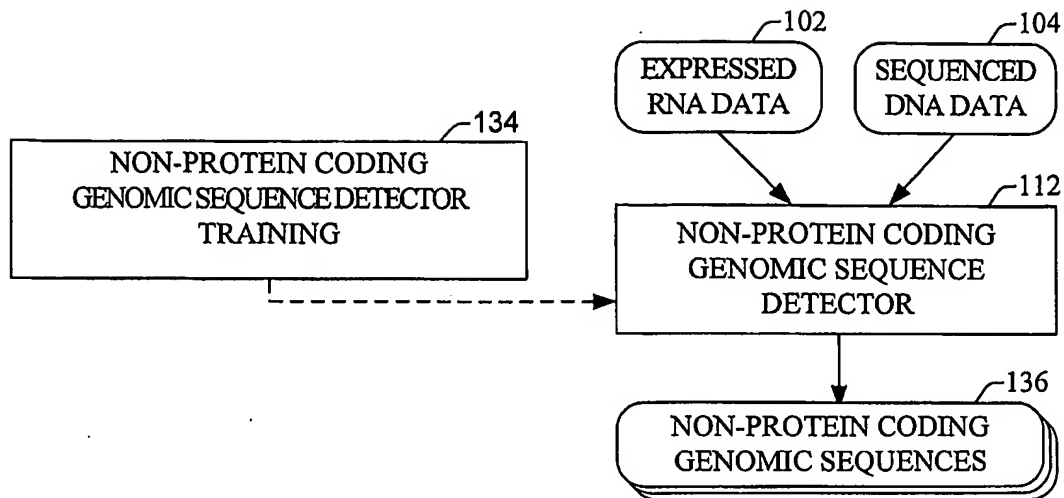 102
104
EXPRESSED
RNA DATA
SEQUENCED
DNA DATA
134
NON-PROTEIN CODING
GENOMIC SEQUENCE DETECTOR
TRAINING
112
NON-PROTEIN CODING
GENOMIC SEQUENCE
DETECTOR
136
NON-PROTEIN CODING
GENOMIC SEQUENCES